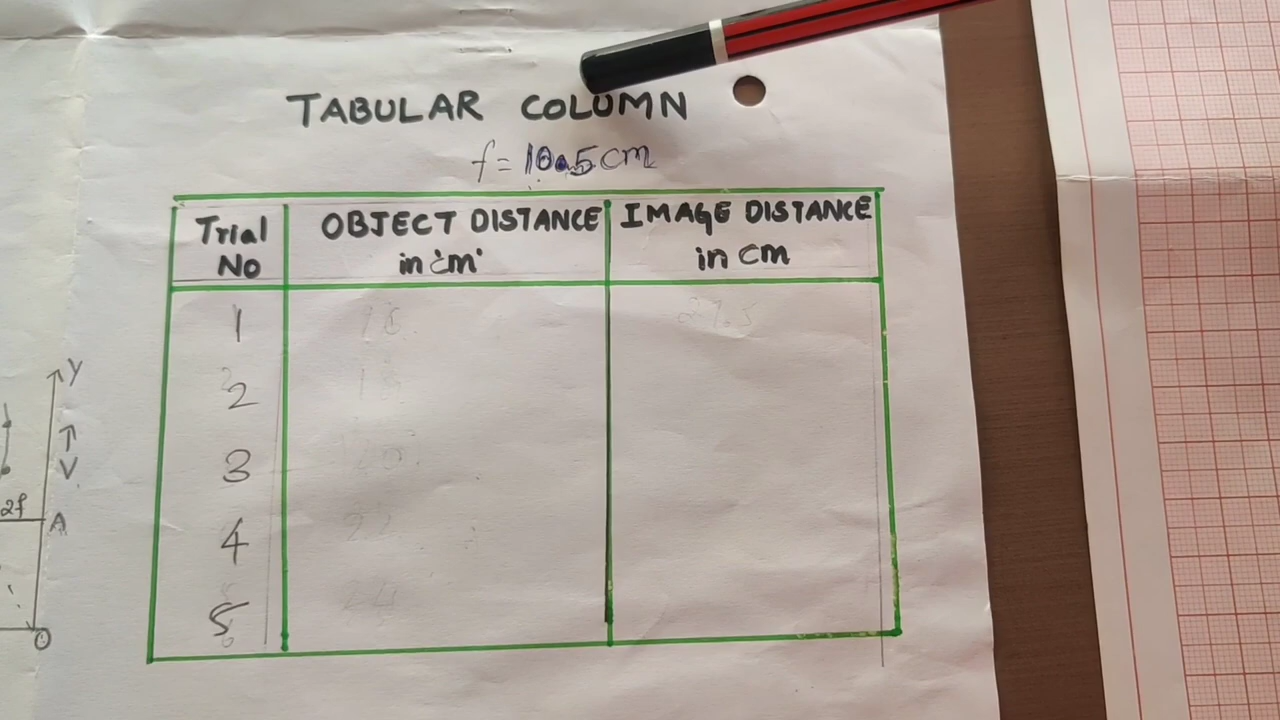 TABULAR COLUMN
f = 10.5 cm
Trial No
OBJECT DISTANCE in 'cm'
IMAGE DISTANCE in cm
1
2
3
4
5
Y
V
2f
A
O